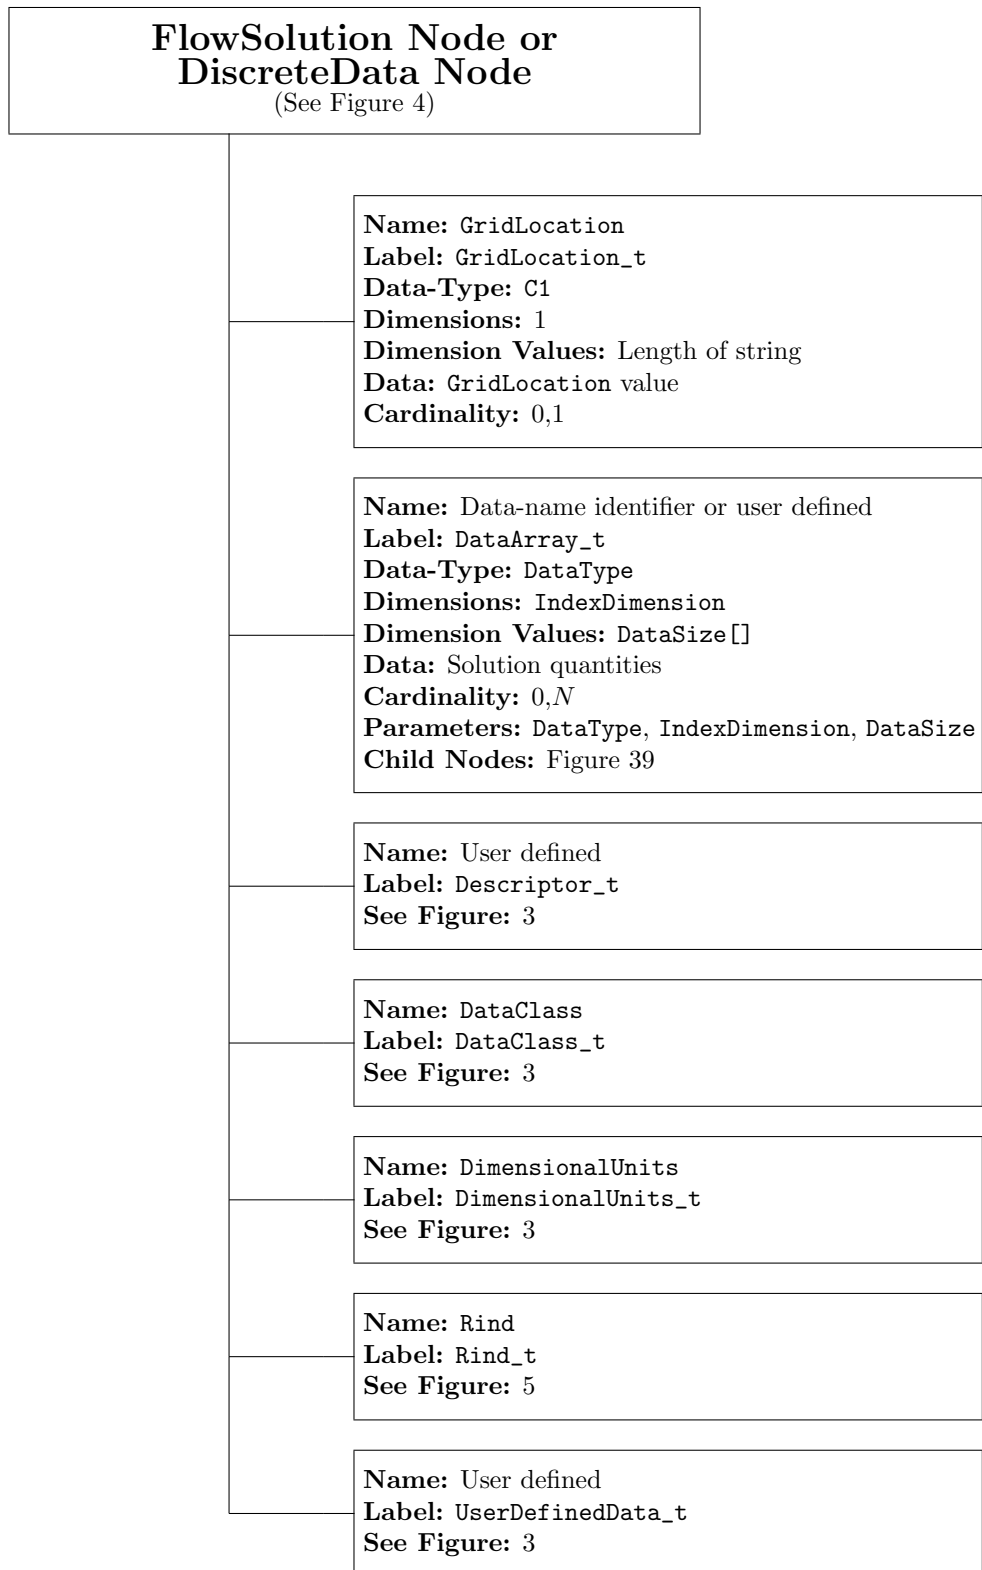 FlowSolution Node or
DiscreteData Node
(See Figure 4)
Name: GridLocation
Label: GridLocation_t
Data-Type: C1
Dimensions: 1
Dimension Values: Length of string
Data: GridLocation value
Cardinality: 0,1
Name: Data-name identifier or user defined
Label: DataArray_t
Data-Type: DataType
Dimensions: IndexDimension
Dimension Values: DataSize[]
Data: Solution quantities
Cardinality: 0,N
Parameters: DataType, IndexDimension, DataSize
Child Nodes: Figure 39
Name: User defined
Label: Descriptor_t
See Figure: 3
Name: DataClass
Label: DataClass_t
See Figure: 3
Name: DimensionalUnits
Label: DimensionalUnits_t
See Figure: 3
Name: Rind
Label: Rind_t
See Figure: 5
Name: User defined
Label: UserDefinedData_t
See Figure: 3